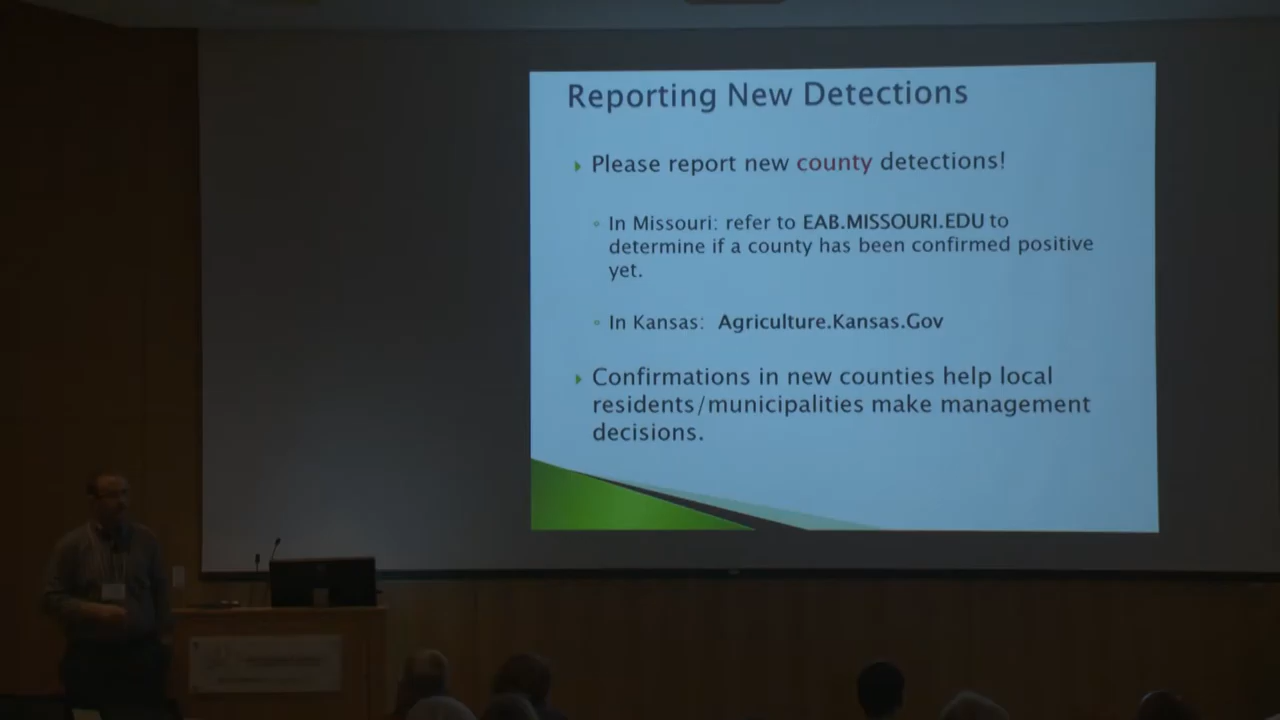 Reporting New Detections
Please report new county detections!
In Missouri: refer to EAB.MISSOURI.EDU to
determine if a county has been confirmed positive
yet.
In Kansas: Agriculture.Kansas.Gov
Confirmations in new counties help local
residents/municipalities make management
decisions.